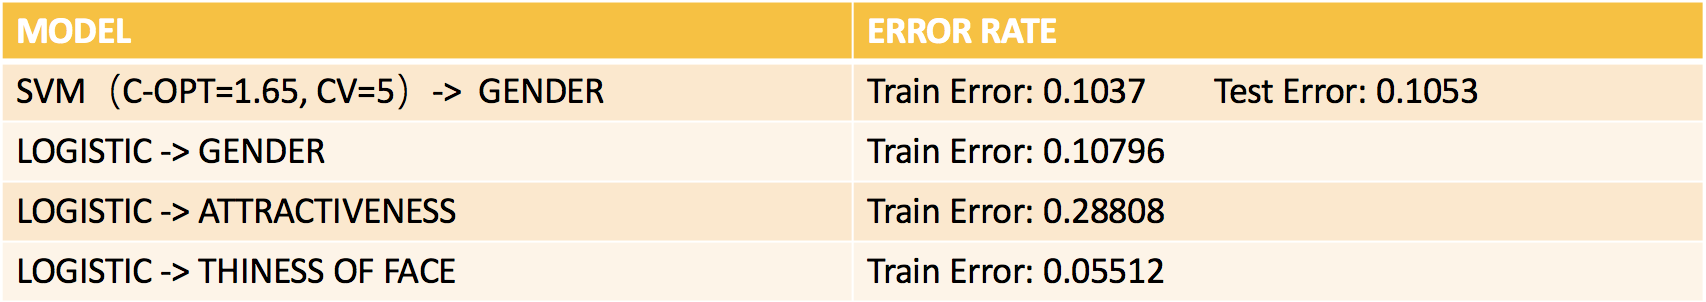 MODEL ERROR RATE
SVM（C-OPT=1.65, CV=5）-> GENDER Train Error: 0.1037 Test Error: 0.1053
LOGISTIC -> GENDER Train Error: 0.10796
LOGISTIC -> ATTRACTIVENESS Train Error: 0.28808
LOGISTIC -> THINESS OF FACE Train Error: 0.05512